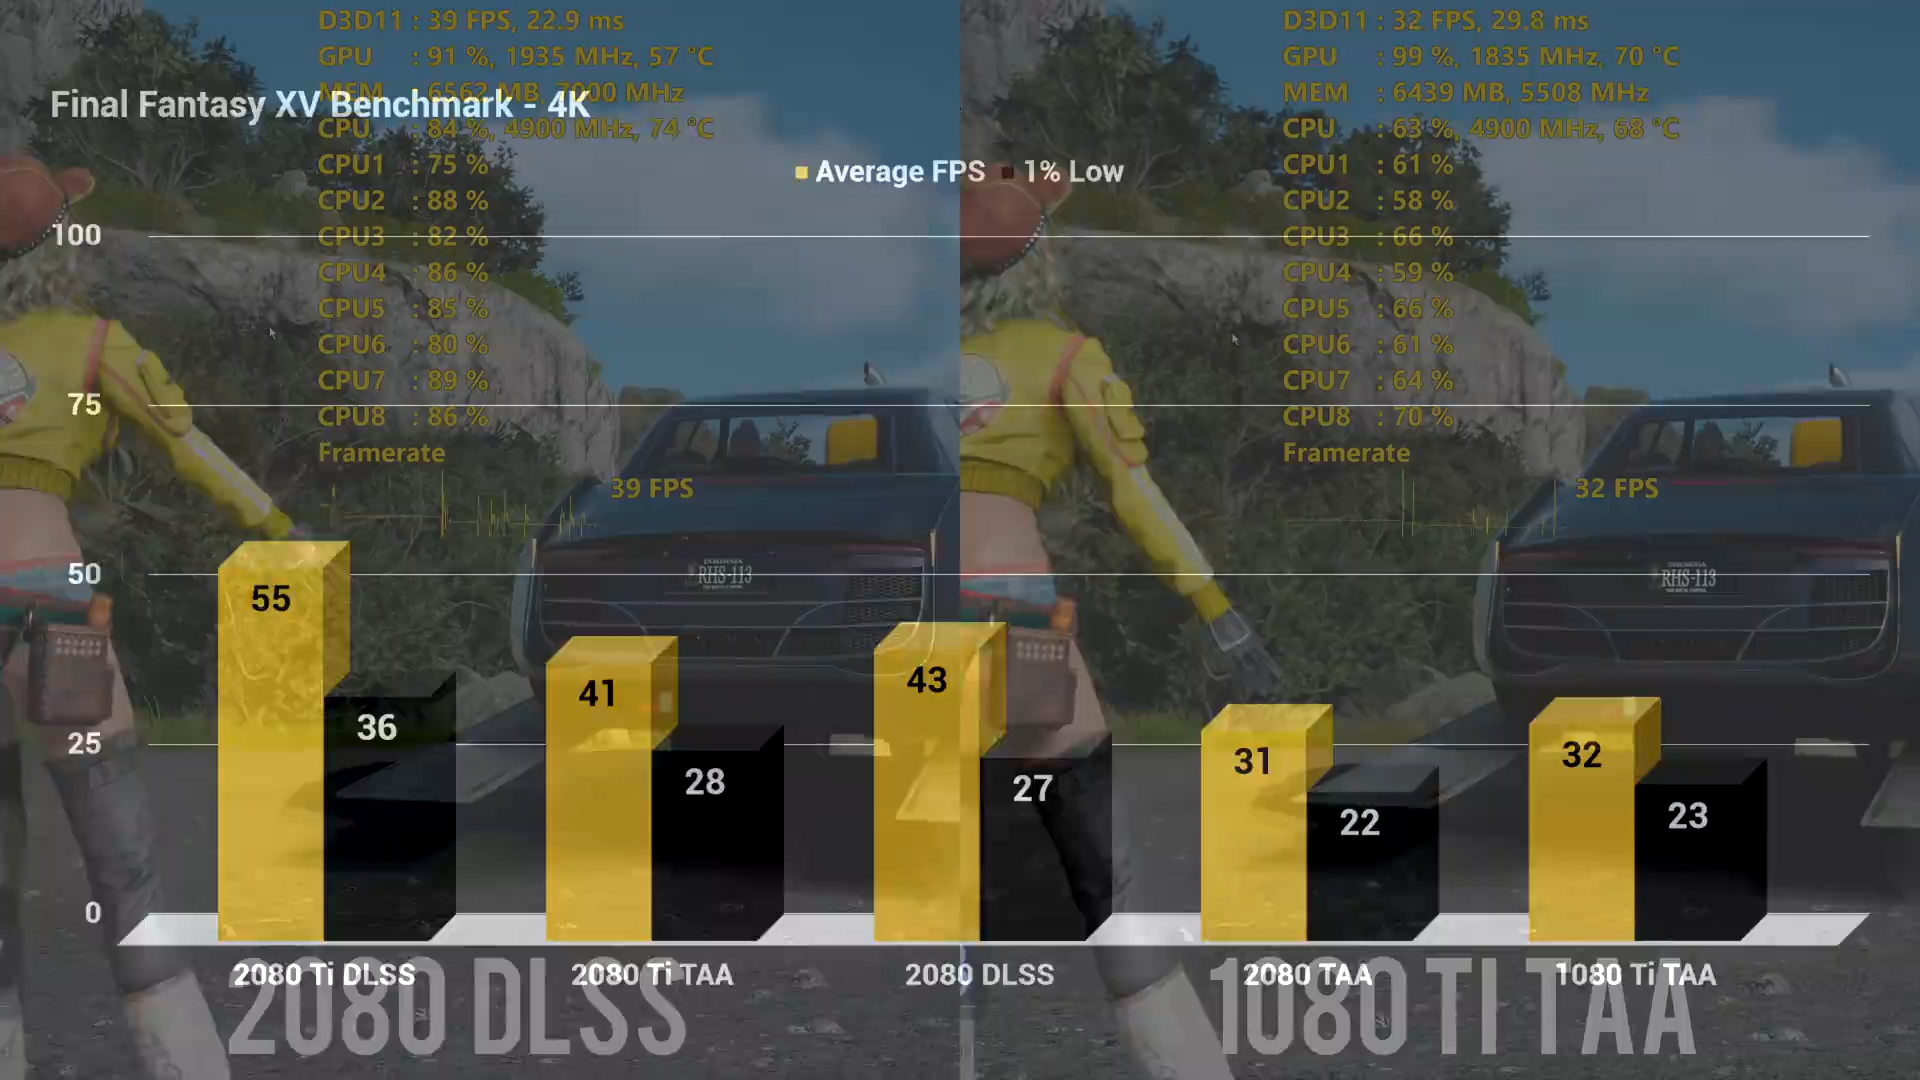 D3D11 : 39 FPS, 22.9 ms
GPU : 91 %, 1935 MHz, 57 °C
MEM : 6562 MB, 7000 MHz
CPU : 84 %, 4900 MHz, 74 °C
CPU1 : 75 %
CPU2 : 88 %
CPU3 : 82 %
CPU4 : 86 %
CPU5 : 85 %
CPU6 : 80 %
CPU7 : 89 %
CPU8 : 86 %
Framerate
39 FPS
D3D11 : 32 FPS, 29.8 ms
GPU : 99 %, 1835 MHz, 70 °C
MEM : 6439 MB, 5508 MHz
CPU : 63 %, 4900 MHz, 68 °C
CPU1 : 61 %
CPU2 : 58 %
CPU3 : 66 %
CPU4 : 59 %
CPU5 : 66 %
CPU6 : 61 %
CPU7 : 64 %
CPU8 : 70 %
Framerate
32 FPS
Final Fantasy XV Benchmark - 4K
Average FPS 1% Low
100
75
50
25
0
RHS-113
RHS-113
55
36
41
28
43
27
31
22
32
23
2080 Ti DLSS
2080 Ti TAA
2080 DLSS
2080 TAA
1080 Ti TAA
2080 DLSS
1080 TI TAA